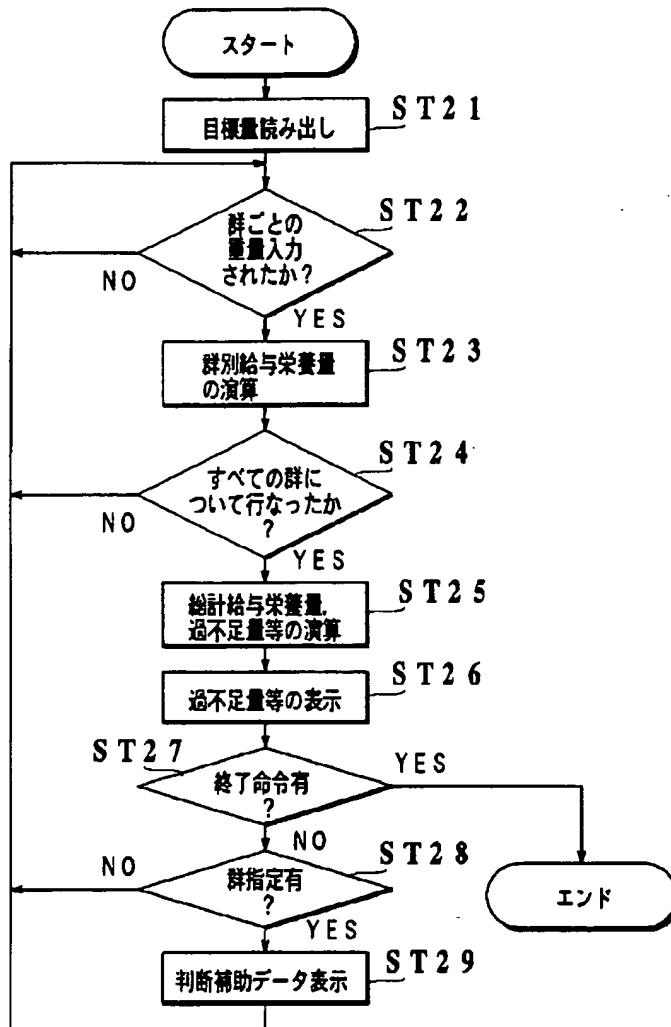 スタート
ST21
目標量読み出し
ST22
群ごとの
重量入力
されたか?
NO
YES
ST23
群別給与栄養量
の演算
ST24
すべての群に
ついて行なったか
?
NO
YES
ST25
総計給与栄養量,
過不足量等の演算
ST26
過不足量等の表示
ST27
終了命令有
?
YES
NO
ST28
群指定有
?
NO
YES
エンド
ST29
判断補助データ表示